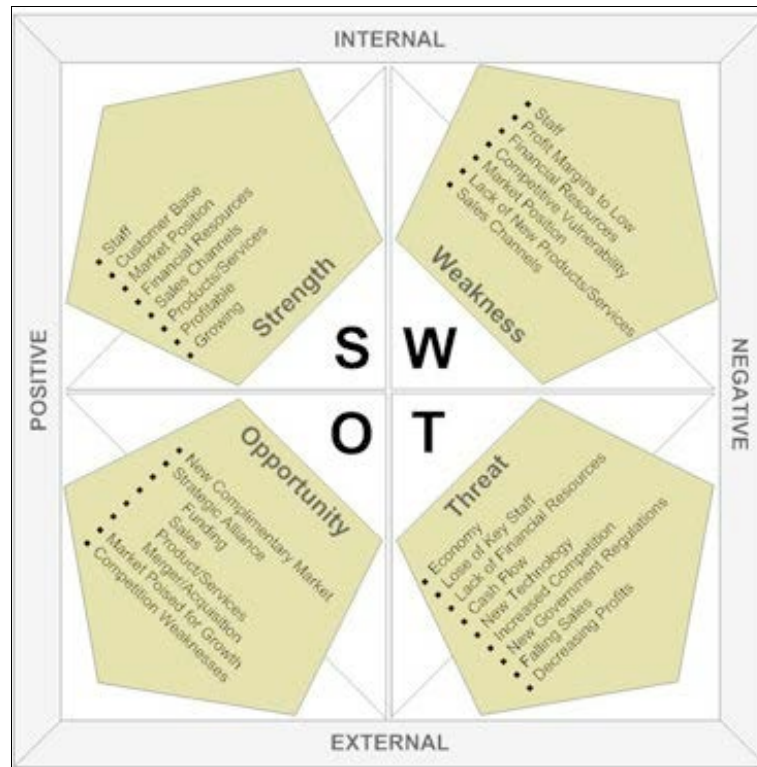 INTERNAL
POSITIVE
NEGATIVE
EXTERNAL
S
W
O
T
Strength
Staff
Customer Base
Market Position
Financial Resources
Sales Channels
Products/Services
Profitable
Growing
Weakness
Staff
Profit Margins to Low
Financial Resources
Competitive Vulnerability
Market Position
Lack of New Products/Services
Sales Channels
Opportunity
New Complimentary Market
Strategic Alliance
Funding
Sales
Product/Services
Merger/Acquisition
Market Poised for Growth
Competition Weaknesses
Threat
Economy
Lose of Key Staff
Lack of Financial Resources
Cash Flow
New Technology
Increased Competition
New Government Regulations
Falling Sales
Decreasing Profits